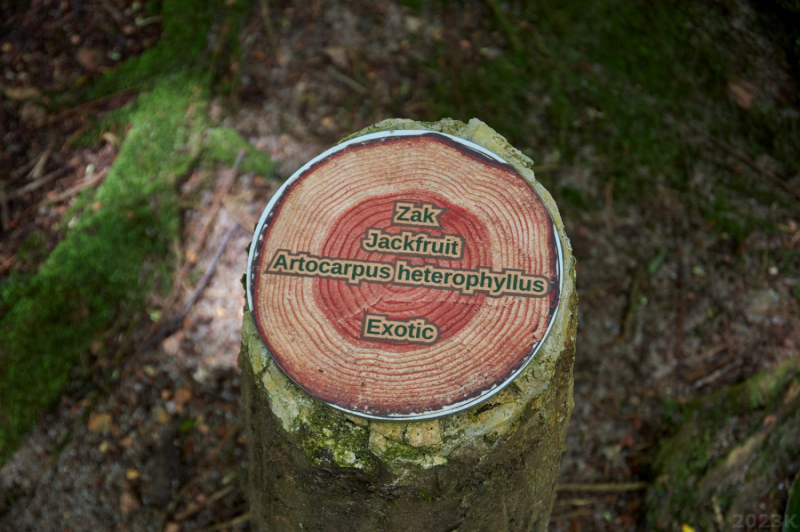 Zak
Jackfruit
Artocarpus heterophyllus
Exotic
2023K